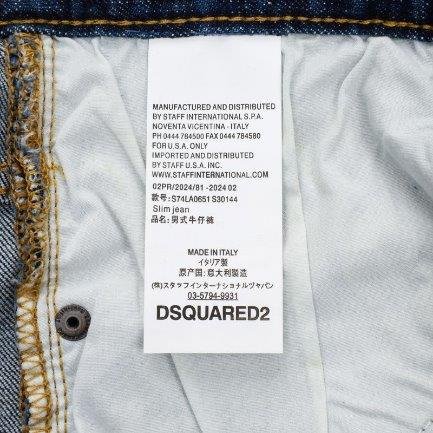 MANUFACTURED AND DISTRIBUTED
BY STAFF INTERNATIONAL S.P.A.
NOVENTA VICENTINA - ITALY
PH 0444 784500 FAX 0444 784580
FOR U.S.A. ONLY
IMPORTED AND DISTRIBUTED
BY STAFF U.S.A. INC.
WWW.STAFFINTERNATIONAL.COM
02PR/2024/81 - 2024 02
款号: S74LA0651 S30144
Slim jean
品名: 男式牛仔裤
MADE IN ITALY
イタリア製
原产国: 意大利製造
(株)スタッフインターナショナルジャパン
03-5794-9931
DSQUARED2